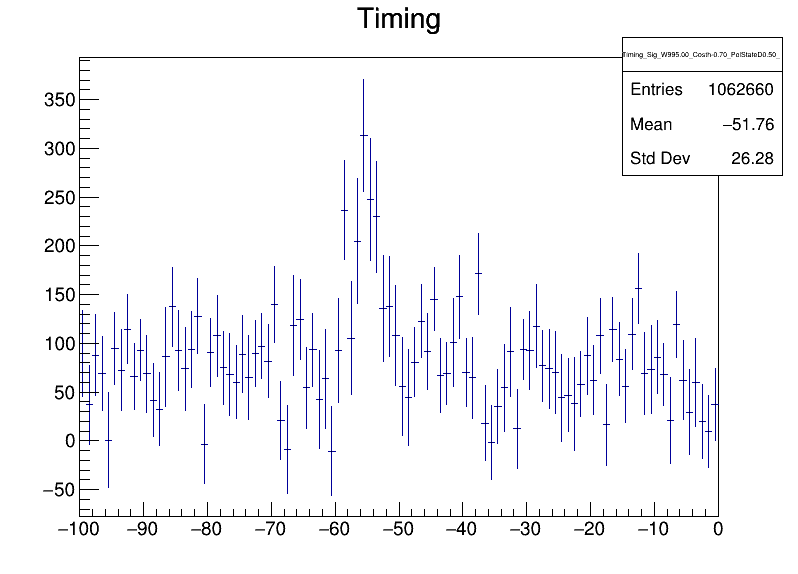 Timing
Timing_Sig_W995.00_Costh-0.70_PolStateD0.50_
Entries 1062660
Mean −51.76
Std Dev 26.28
350
300
250
200
150
100
50
0
−50
−100 −90 −80 −70 −60 −50 −40 −30 −20 −10 0